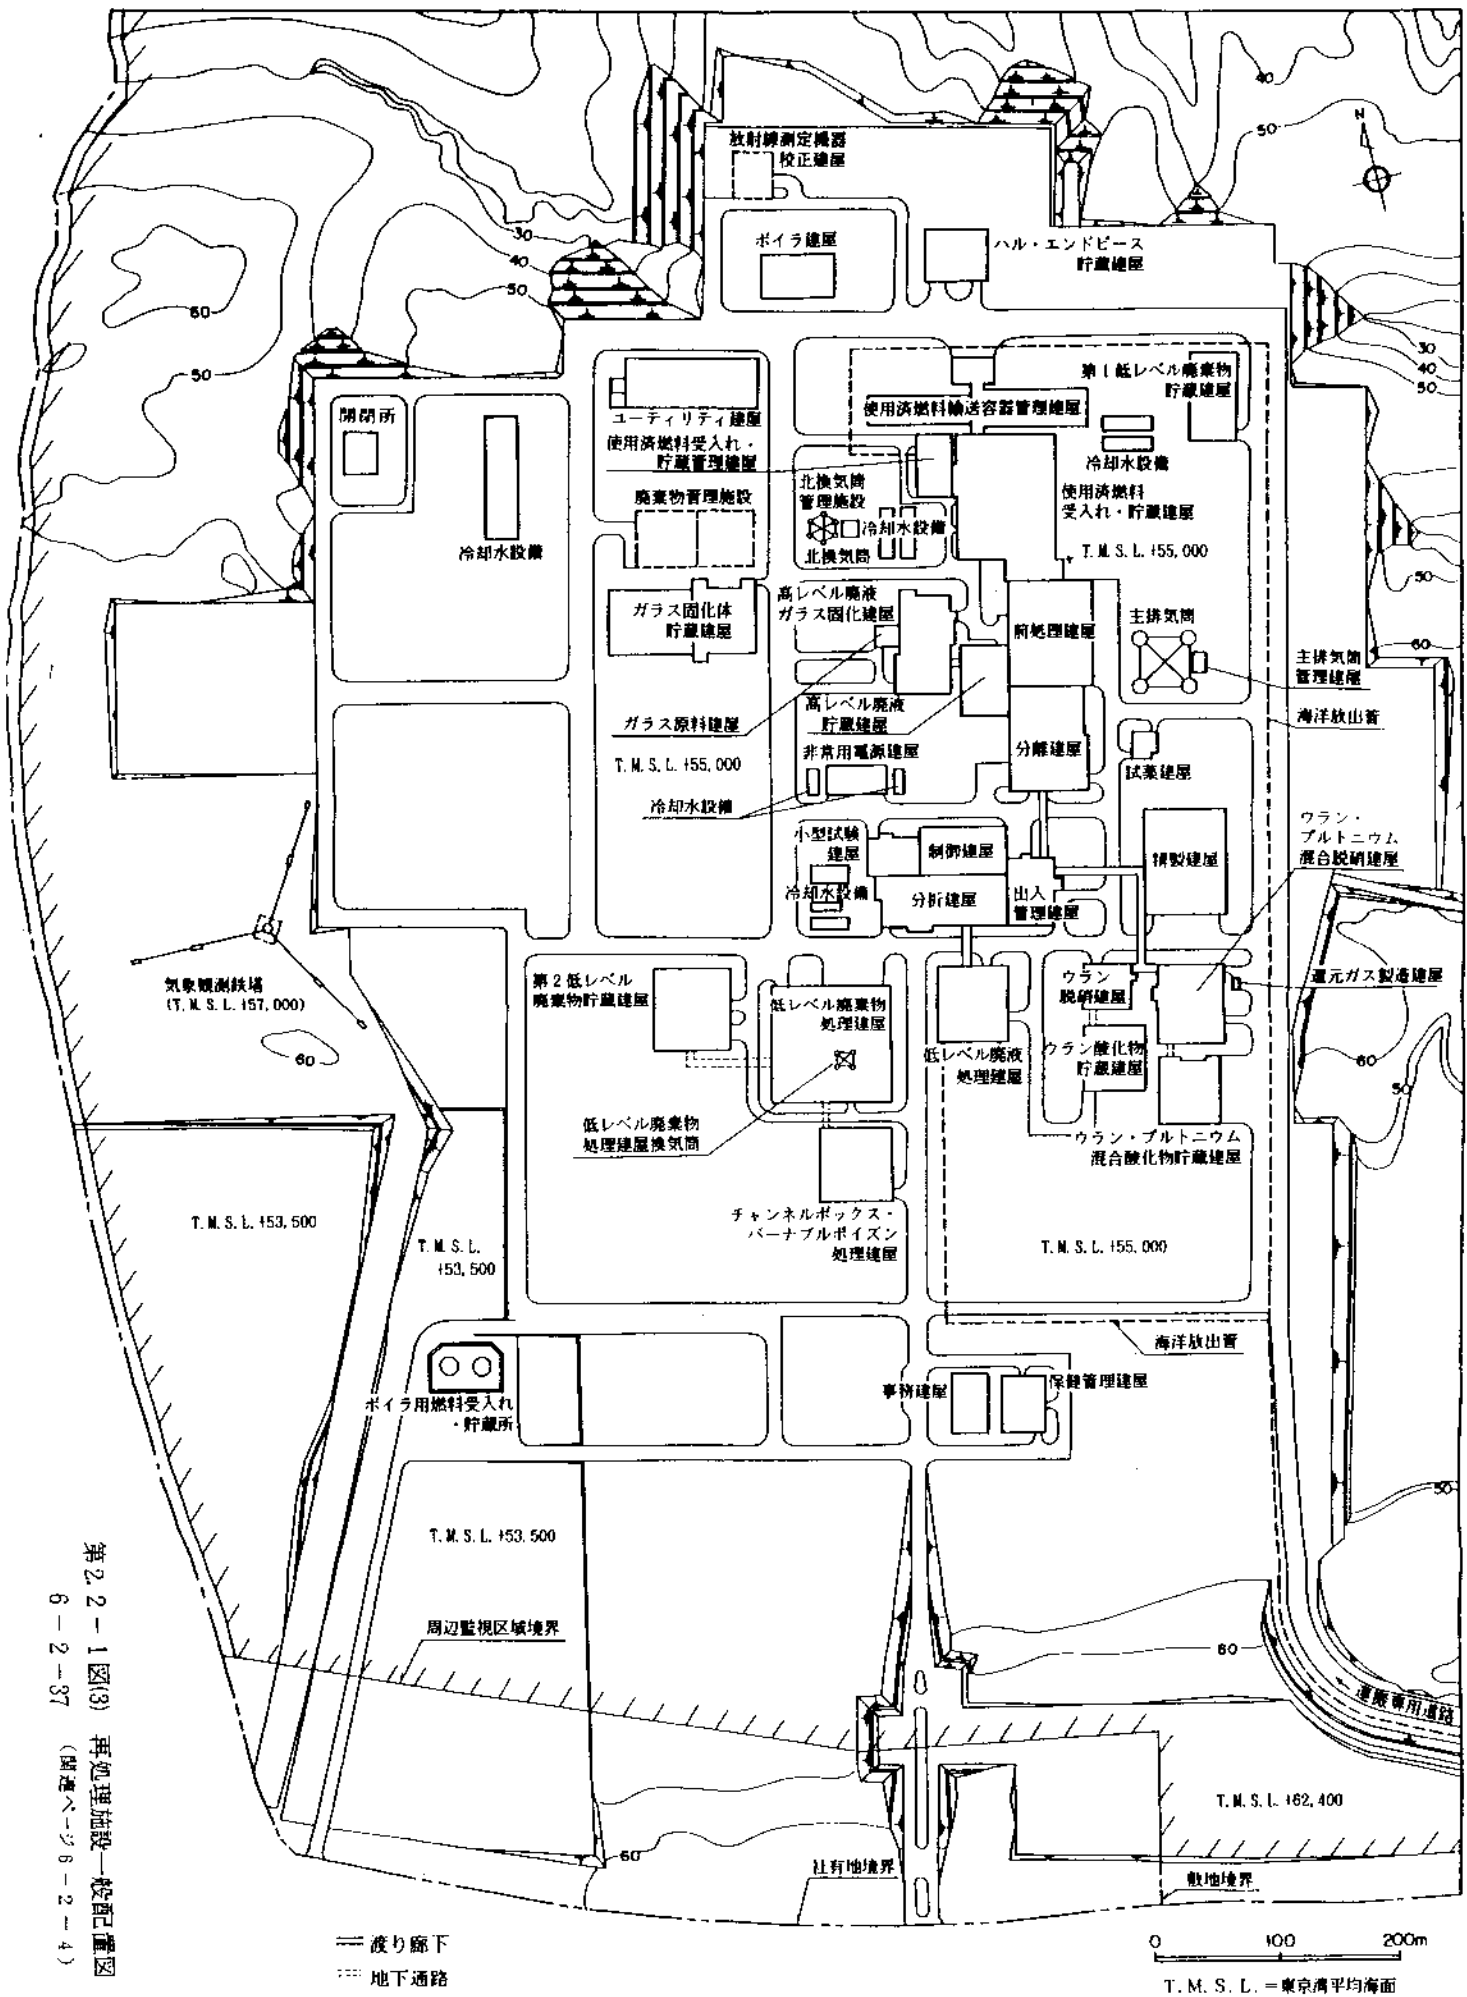 40
50
N
放射線測定機器
校正建屋
ボイラ建屋
ハル・エンドピース
貯蔵建屋
30
40
50
60
50
30
40
50
開閉所
ユーティリティ建屋
使用済燃料受入れ・
貯蔵管理建屋
使用済燃料輸送容器管理建屋
第1低レベル廃棄物
貯蔵建屋
冷却水設備
冷却水設備
廃棄物管理施設
北換気筒
管理施設
冷却水設備
北換気筒
使用済燃料
受入れ・貯蔵建屋
T.M.S.L.+55,000
50
60
ガラス固化体
貯蔵建屋
高レベル廃液
ガラス固化建屋
前処理建屋
主排気筒
主排気筒
管理建屋
海洋放出管
ガラス原料建屋
高レベル廃液
貯蔵建屋
分離建屋
試薬建屋
T.M.S.L.+55,000
非常用電源建屋
冷却水設備
小型試験
建屋
冷却水設備
制御建屋
分析建屋
出入
管理建屋
精製建屋
ウラン・
プルトニウム
混合脱硝建屋
気象観測鉄塔
(T.M.S.L.+57,000)
60
第2低レベル
廃棄物貯蔵建屋
低レベル廃棄物
処理建屋
低レベル廃液
処理建屋
ウラン
脱硝建屋
還元ガス製造建屋
ウラン酸化物
貯蔵建屋
60
50
低レベル廃棄物
処理建屋換気筒
ウラン・プルトニウム
混合酸化物貯蔵建屋
チャンネルボックス・
バーナブルポイズン
処理建屋
T.M.S.L.+53,500
T.M.S.L.
+53,500
T.M.S.L.+55,000
海洋放出管
ボイラ用燃料受入れ
・貯蔵所
事務建屋
保健管理建屋
50
T.M.S.L.+53,500
周辺監視区域境界
60
運搬専用道路
T.M.S.L.+62,400
60
社有地境界
敷地境界
渡り廊下
地下通路
0 100 200m
T.M.S.L.=東京湾平均海面
第2.2-1図(3) 再処理施設一般配置図
6-2-37 (関連ページ6-2-4)